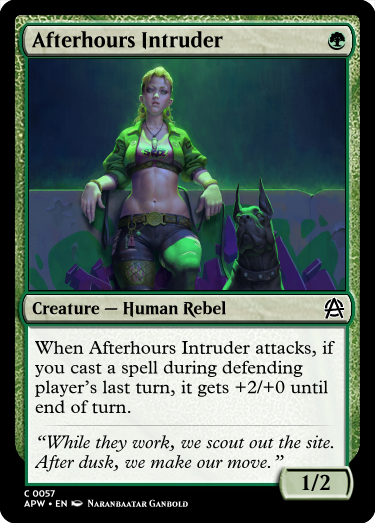 Afterhours Intruder
Creature — Human Rebel
When Afterhours Intruder attacks, if
you cast a spell during defending
player's last turn, it gets +2/+0 until
end of turn.
“While they work, we scout out the site.
After dusk, we make our move.”
1/2
C 0057
APW • EN Naranbaatar Ganbold